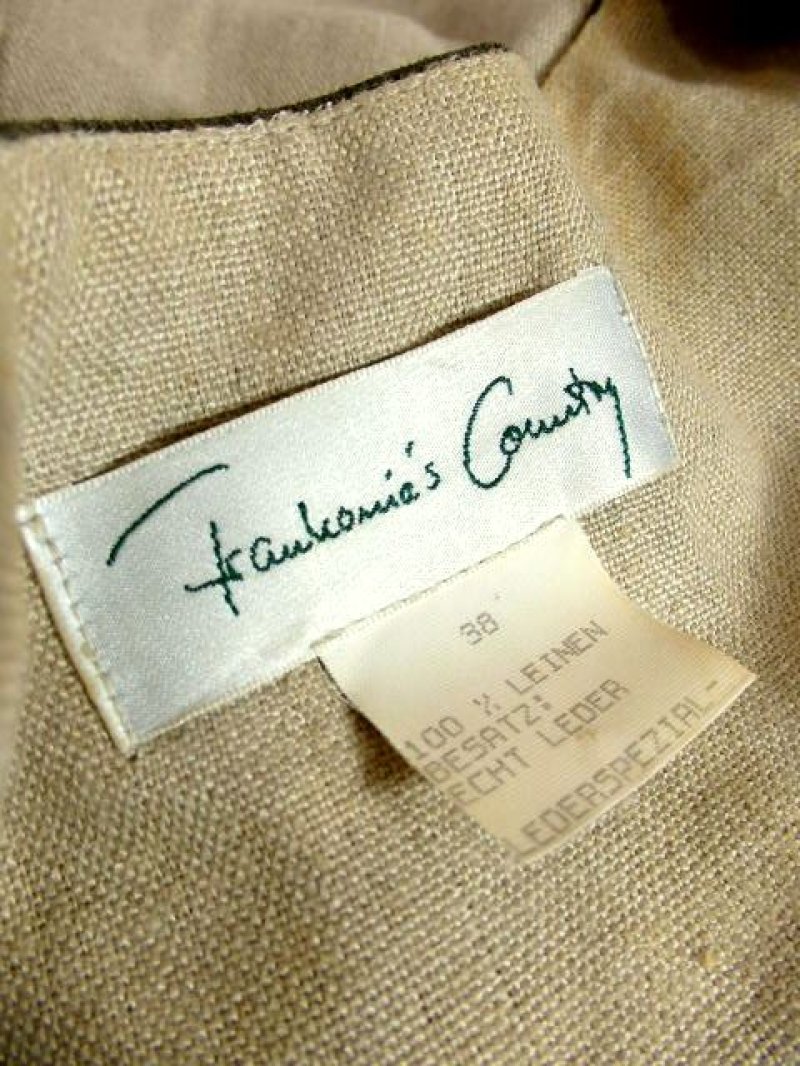 Frankonia's Country
38
100 % LEINEN
BESATZ:
ECHT LEDER
LEDERSPEZIAL-